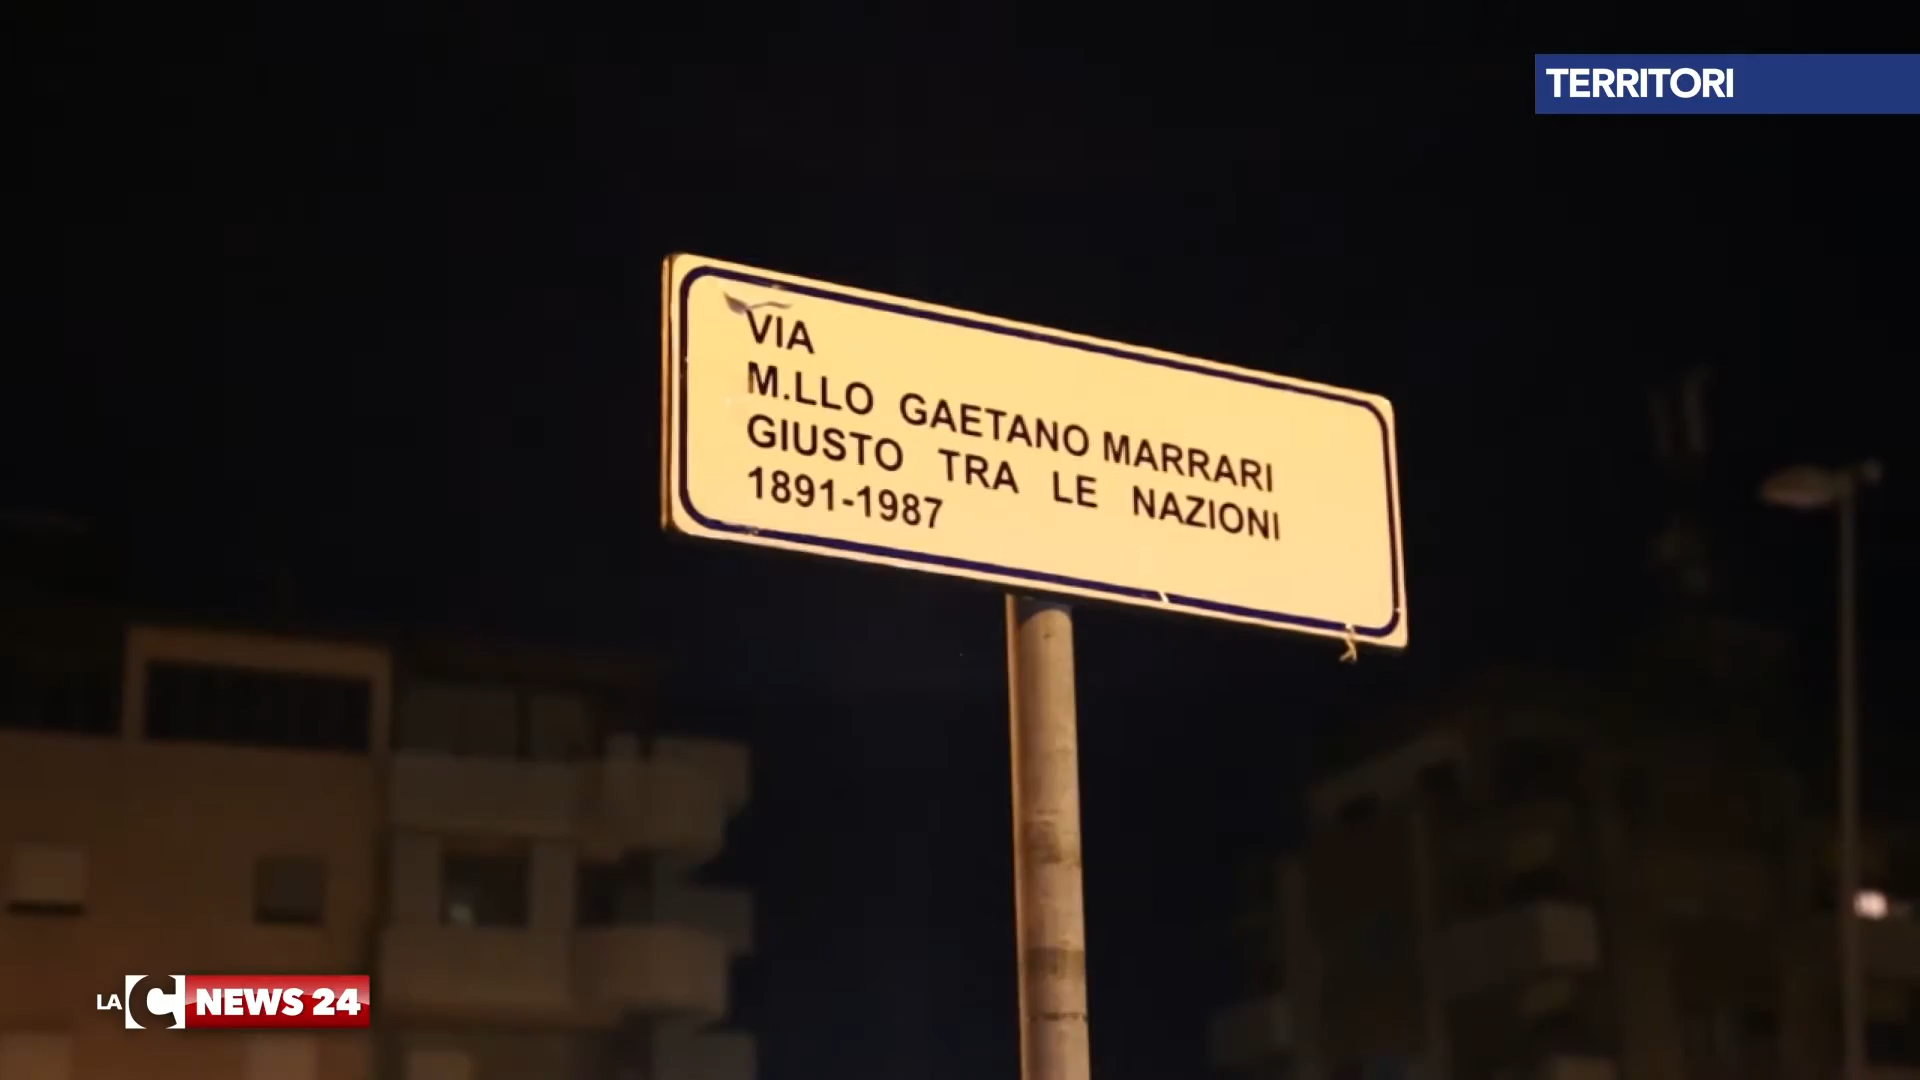 TERRITORI
VIA
M.LLO GAETANO MARRARI
GIUSTO TRA LE NAZIONI
1891-1987
LA C NEWS 24